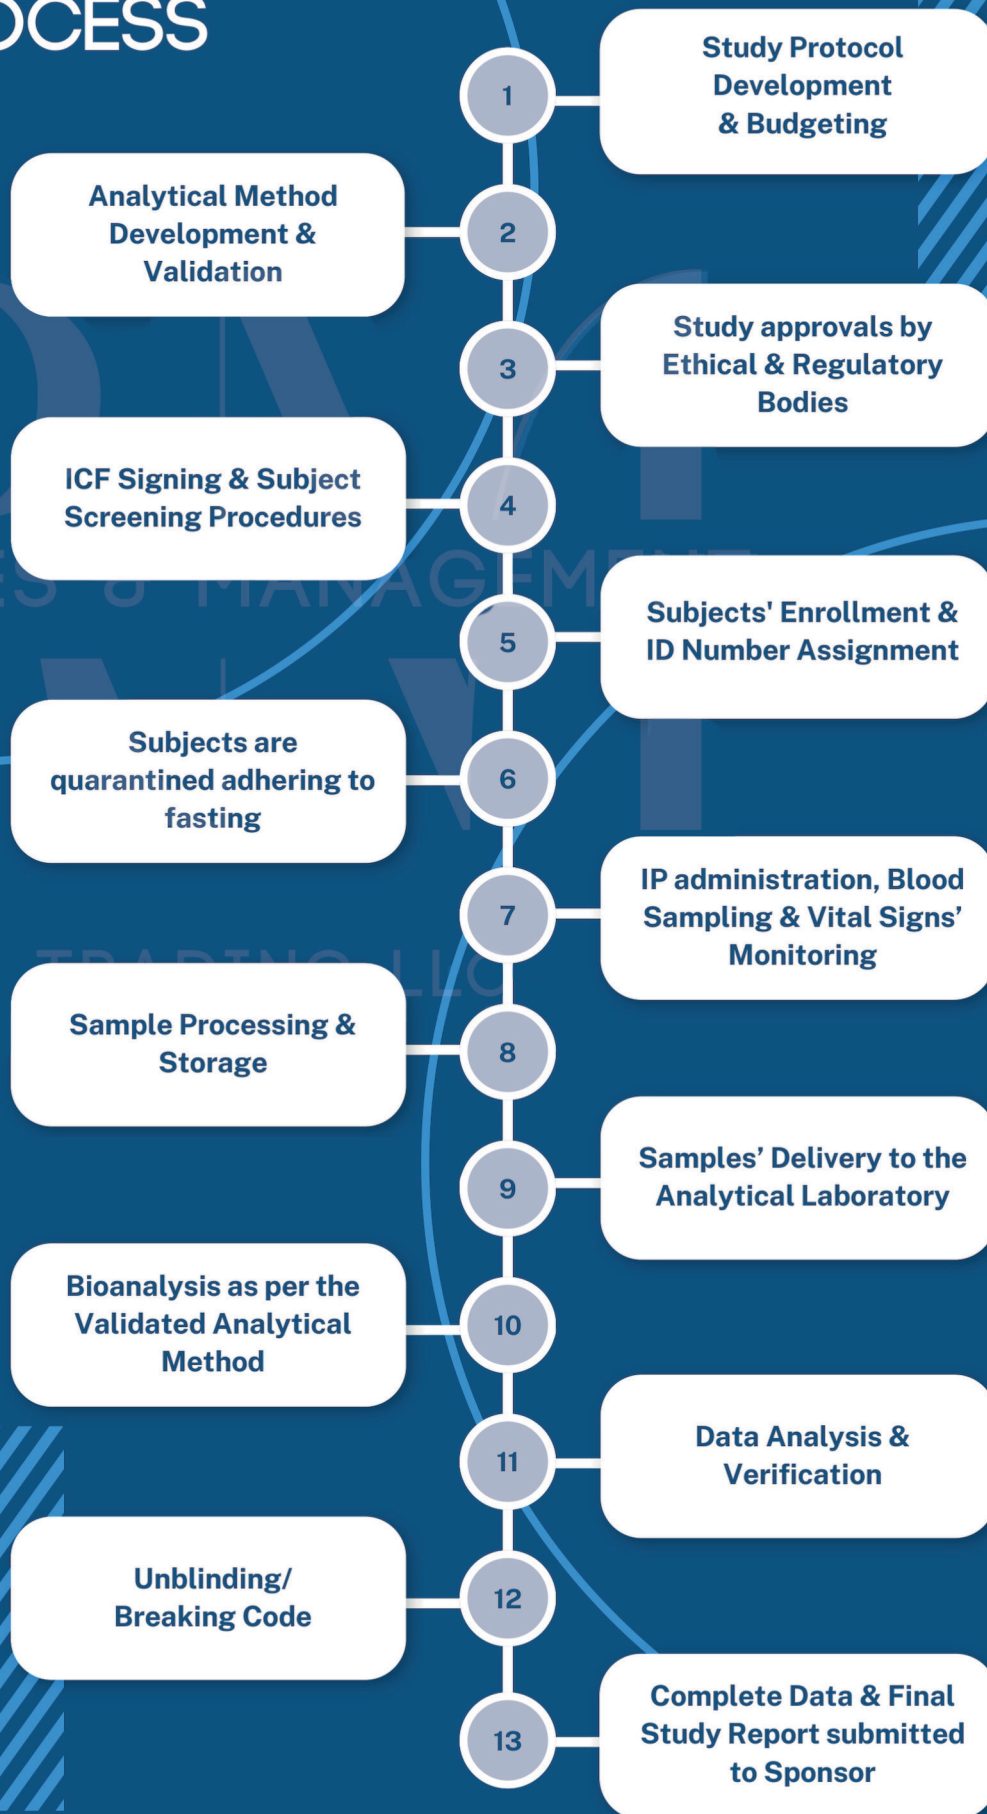 OCESS
1
Study Protocol
Development
& Budgeting
Analytical Method
Development &
Validation
2
3
Study approvals by
Ethical & Regulatory
Bodies
ICF Signing & Subject
Screening Procedures
4
ES & MANAGEMENT
5
Subjects' Enrollment &
ID Number Assignment
Subjects are
quarantined adhering to
fasting
6
7
IP administration, Blood
Sampling & Vital Signs’
Monitoring
TRADING LLC
Sample Processing &
Storage
8
9
Samples’ Delivery to the
Analytical Laboratory
Bioanalysis as per the
Validated Analytical
Method
10
11
Data Analysis &
Verification
Unblinding/
Breaking Code
12
13
Complete Data & Final
Study Report submitted
to Sponsor